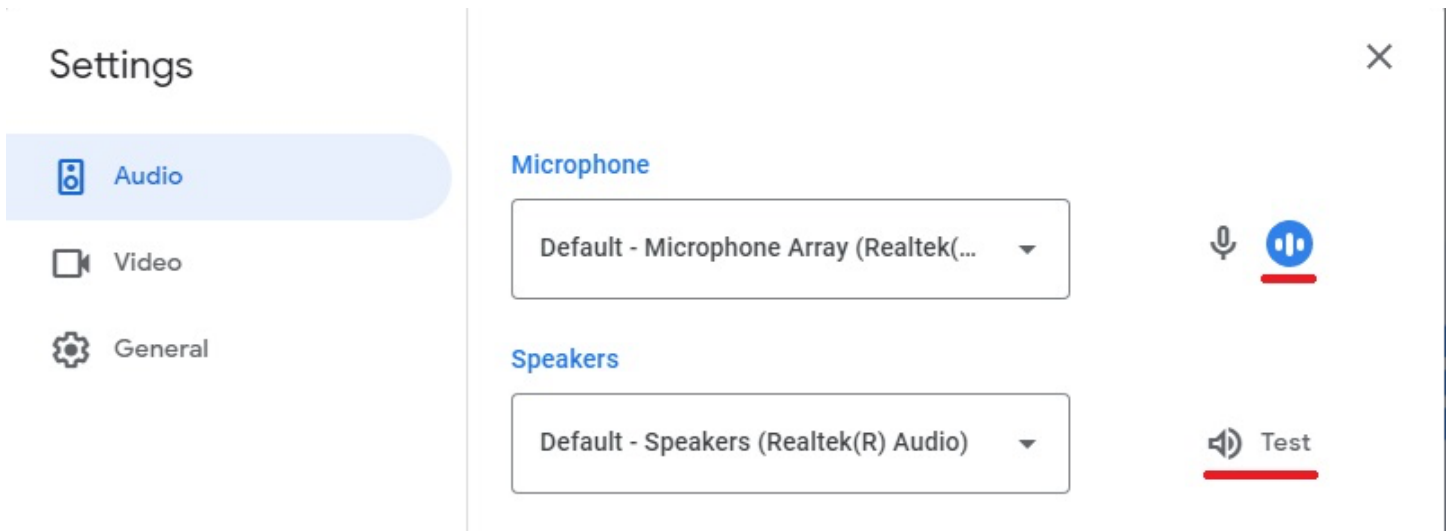 Settings
Audio
Video
General
Microphone
Default - Microphone Array (Realtek(...
Speakers
Default - Speakers (Realtek(R) Audio)
Test